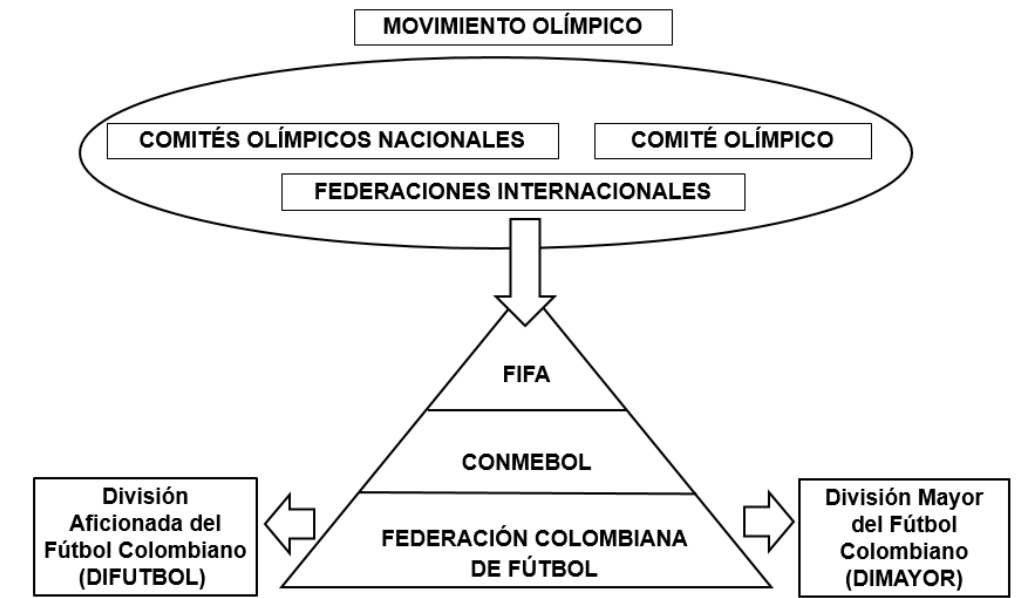 MOVIMIENTO OLÍMPICO
COMITÉS OLÍMPICOS NACIONALES
COMITÉ OLÍMPICO
FEDERACIONES INTERNACIONALES
FIFA
CONMEBOL
FEDERACIÓN COLOMBIANA
DE FÚTBOL
División
Aficionada del
Fútbol Colombiano
(DIFUTBOL)
División Mayor
del Fútbol
Colombiano
(DIMAYOR)